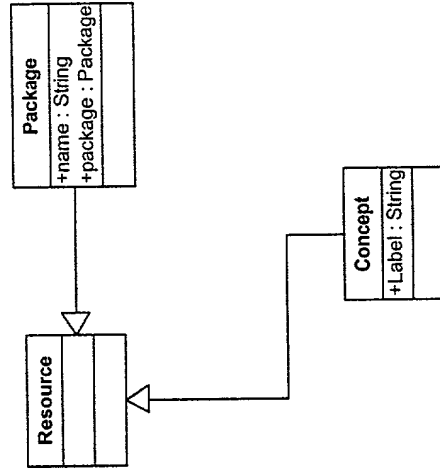 Package
+name : String
+package : Package
Resource
Concept
+Label : String